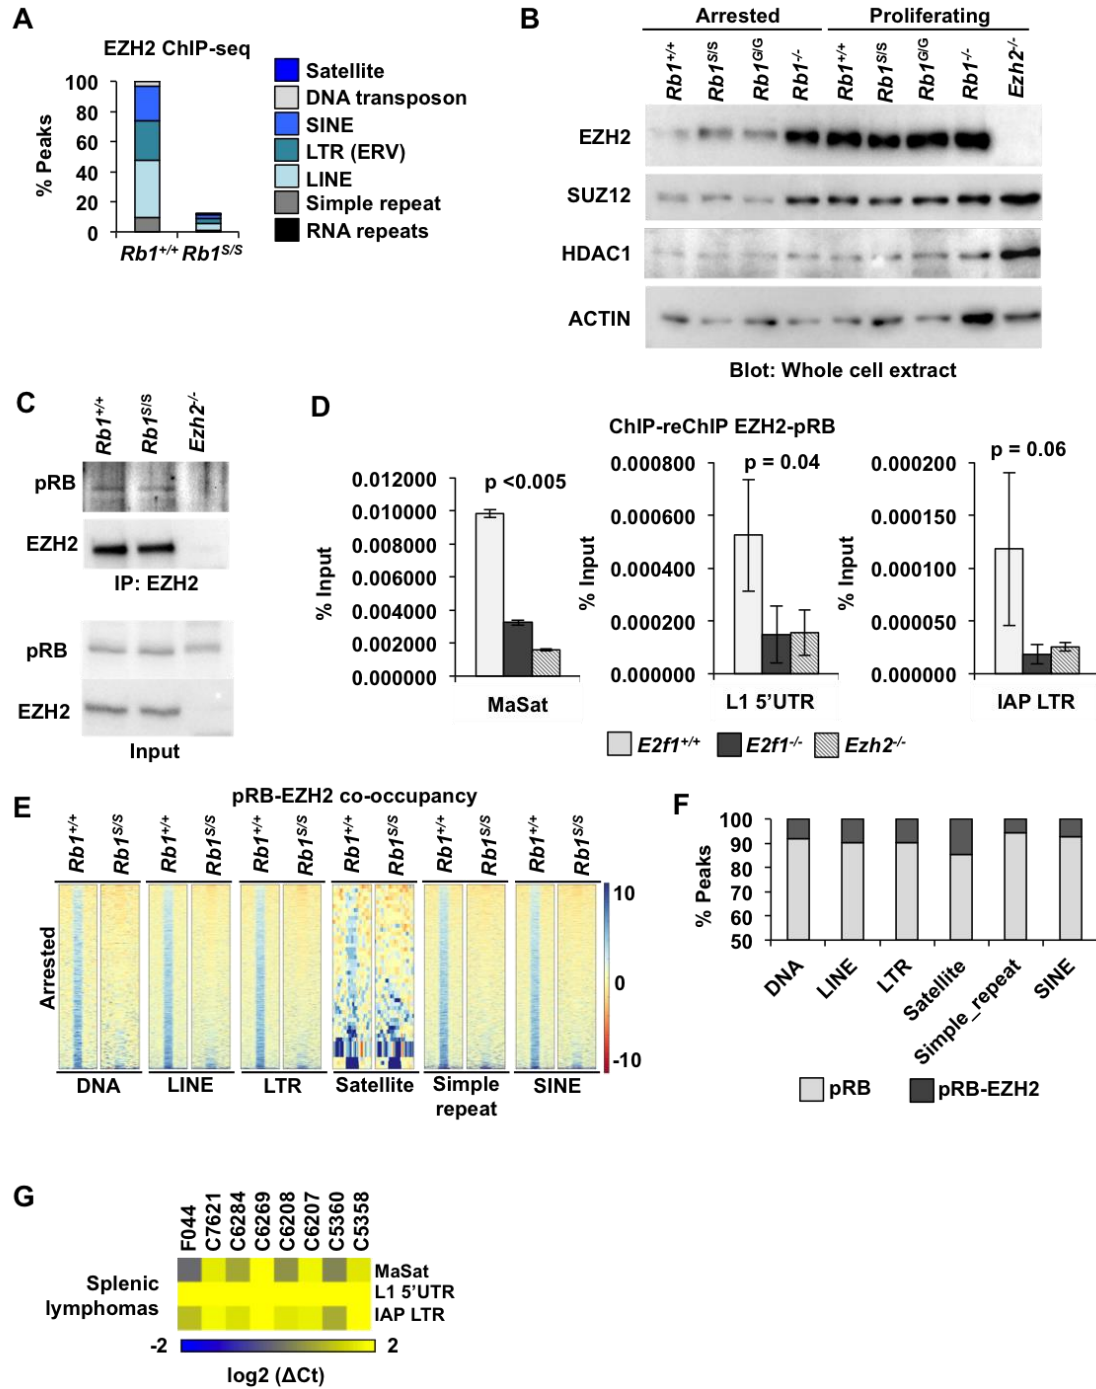 A
EZH2 ChIP-seq
% Peaks
100
80
60
40
20
0
Rb1+/+ Rb1S/S
Satellite
DNA transposon
SINE
LTR (ERV)
LINE
Simple repeat
RNA repeats
B
Arrested Proliferating
Rb1+/+ Rb1S/S Rb1G/G Rb1-/- Rb1+/+ Rb1S/S Rb1G/G Rb1-/- Ezh2-/-
EZH2
SUZ12
HDAC1
ACTIN
Blot: Whole cell extract
C
Rb1+/+ Rb1S/S Ezh2-/-
pRB
EZH2
IP: EZH2
pRB
EZH2
Input
D
ChIP-reChIP EZH2-pRB
% Input
0.012000
0.010000
0.008000
0.006000
0.004000
0.002000
0.000000
p <0.005
MaSat
% Input
0.000800
0.000600
0.000400
0.000200
0.000000
p = 0.04
L1 5’UTR
% Input
0.000200
0.000150
0.000100
0.000050
0.000000
p = 0.06
IAP LTR
E2f1+/+ E2f1-/- Ezh2-/-
E
pRB-EZH2 co-occupancy
Rb1+/+ Rb1S/S Rb1+/+ Rb1S/S Rb1+/+ Rb1S/S Rb1+/+ Rb1S/S Rb1+/+ Rb1S/S Rb1+/+ Rb1S/S
Arrested
10
0
-10
DNA LINE LTR Satellite Simple SINE
repeat
F
% Peaks
100
90
80
70
60
50
DNA LINE LTR Satellite Simple_repeat SINE
pRB pRB-EZH2
G
F044 C7621 C6284 C6269 C6208 C6207 C5360 C5358
Splenic
lymphomas
MaSat
L1 5’UTR
IAP LTR
-2 2
log2 (ΔCt)